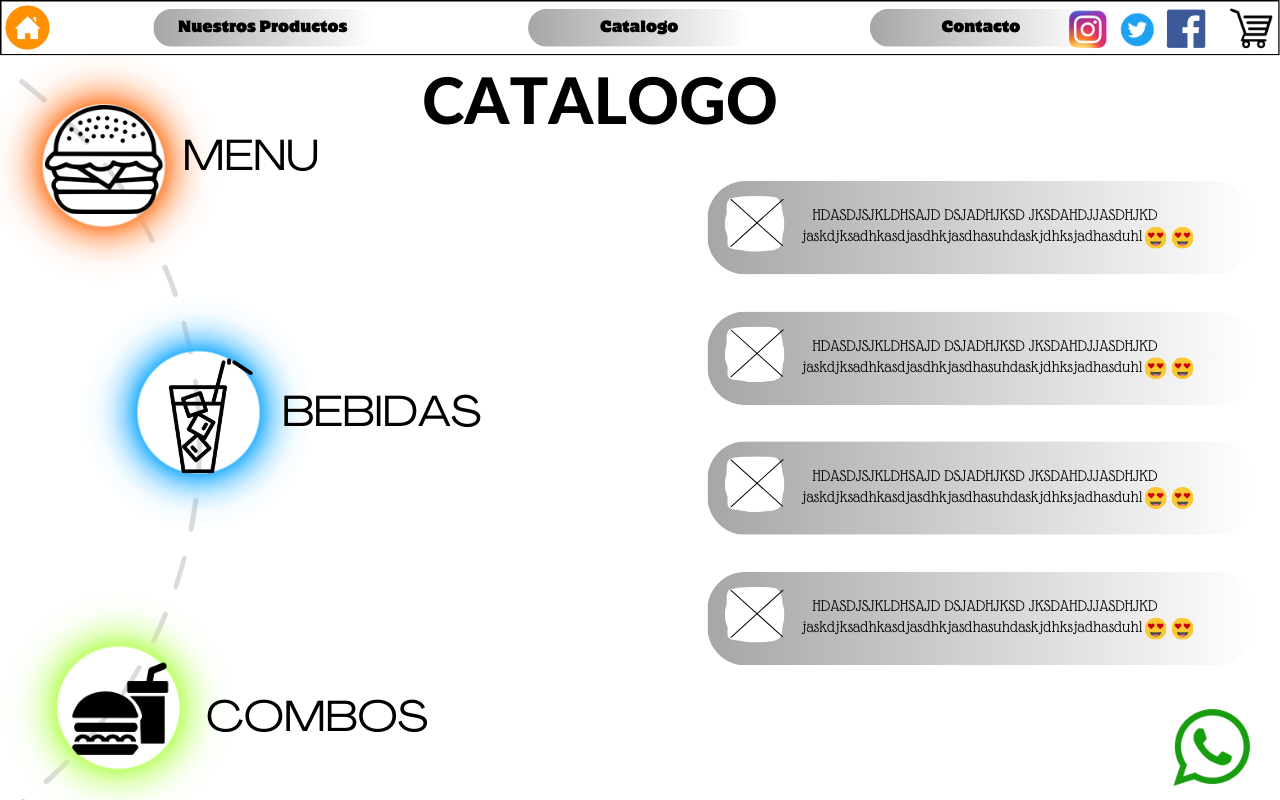 Nuestros Productos
Catalogo
Contacto
CATALOGO
MENU
HDASDJSJKLDHSAJD DSJADHJKSD JKSDAHDJJASDHJKD
jaskdjksadhkasdjasdhkjasdhasuhdaskjdhksjadhasduhl😍 😍
HDASDJSJKLDHSAJD DSJADHJKSD JKSDAHDJJASDHJKD
jaskdjksadhkasdjasdhkjasdhasuhdaskjdhksjadhasduhl😍 😍
BEBIDAS
HDASDJSJKLDHSAJD DSJADHJKSD JKSDAHDJJASDHJKD
jaskdjksadhkasdjasdhkjasdhasuhdaskjdhksjadhasduhl😍 😍
HDASDJSJKLDHSAJD DSJADHJKSD JKSDAHDJJASDHJKD
jaskdjksadhkasdjasdhkjasdhasuhdaskjdhksjadhasduhl😍 😍
COMBOS